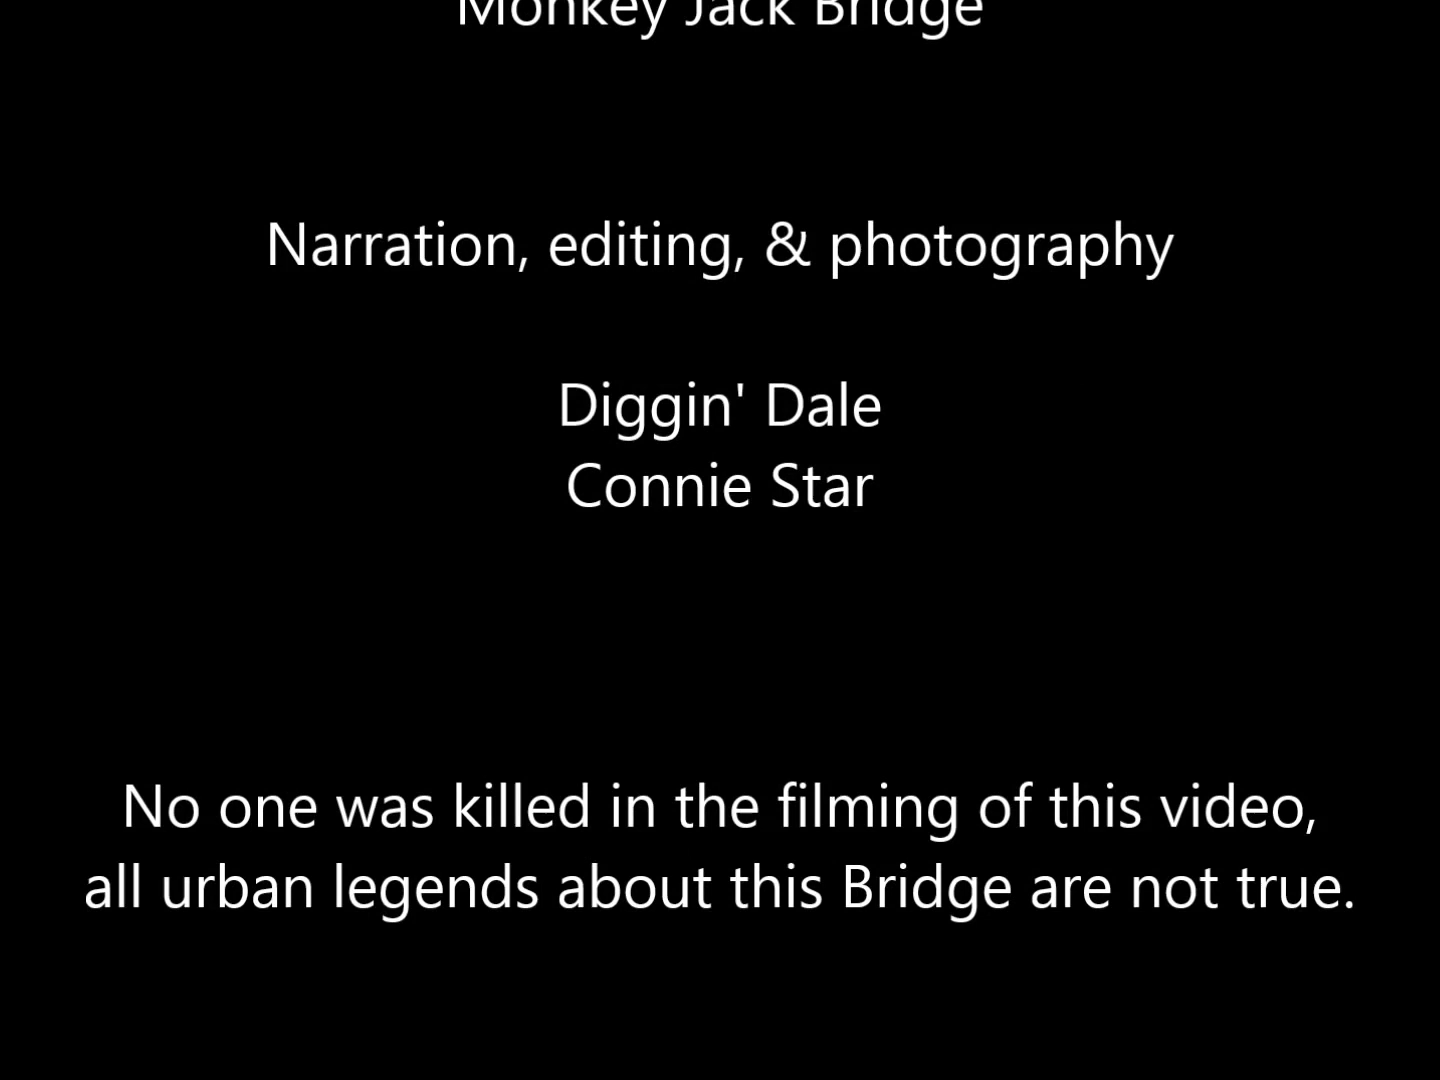 Monkey Jack Bridge
Narration, editing, & photography
Diggin' Dale
Connie Star
No one was killed in the filming of this video,
all urban legends about this Bridge are not true.